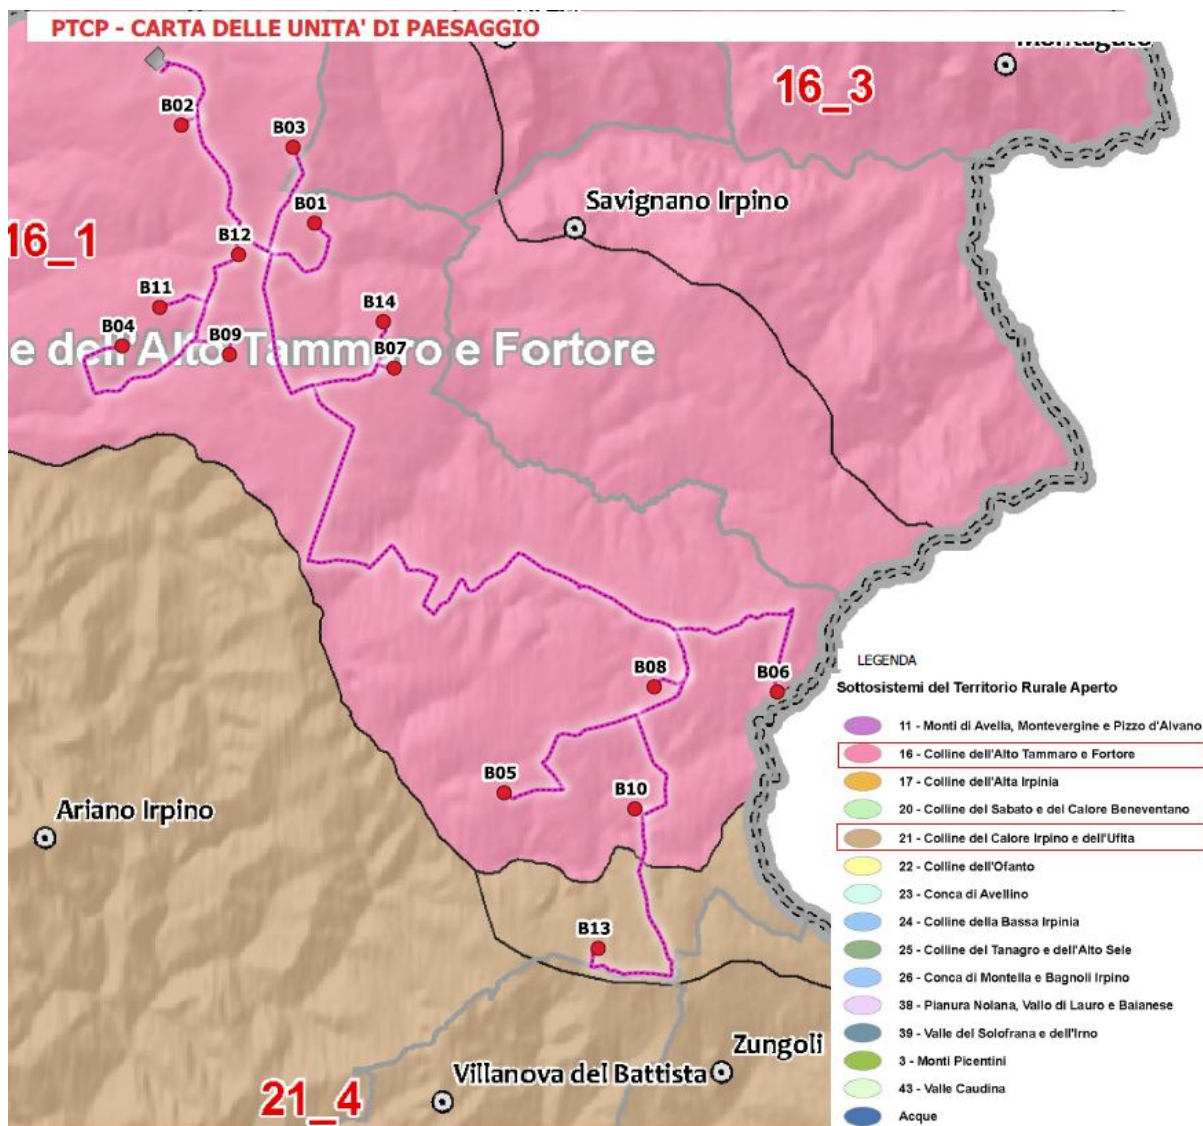 PTCP - CARTA DELLE UNITA' DI PAESAGGIO
16_3
B02
B03
Savignano Irpino
B01
16_1
B12
B11
B14
B04
B09
B07
e dell'Alto Tammaro e Fortore
B08
B06
B05
B10
Ariano Irpino
B13
Zungoli
Villanova del Battista
21_4
LEGENDA
Sottosistemi del Territorio Rurale Aperto
11 - Monti di Avella, Montevergine e Pizzo d'Alvano
16 - Colline dell'Alto Tammaro e Fortore
17 - Colline dell'Alta Irpinia
20 - Colline del Sabato e del Calore Beneventano
21 - Colline del Calore Irpino e dell'Ufita
22 - Colline dell'Ofanto
23 - Conca di Avellino
24 - Colline della Bassa Irpinia
25 - Colline del Tanagro e dell'Alto Sele
26 - Conca di Montella e Bagnoli Irpino
38 - Pianura Nolana, Vallo di Lauro e Baianese
39 - Valle del Solofrana e dell'Irno
3 - Monti Picentini
43 - Valle Caudina
Acque